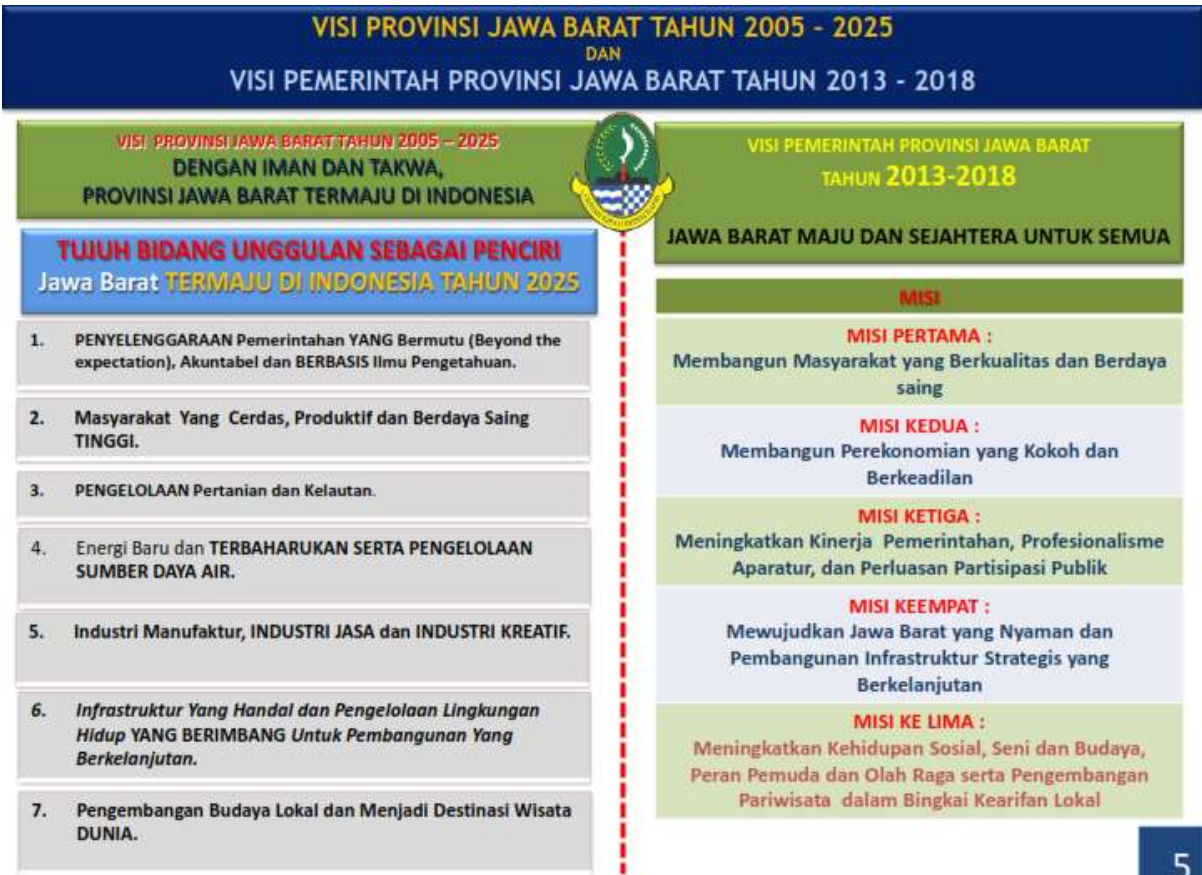 VISI PROVINSI JAWA BARAT TAHUN 2005 - 2025
DAN
VISI PEMERINTAH PROVINSI JAWA BARAT TAHUN 2013 - 2018
VISI PROVINSI JAWA BARAT TAHUN 2005 – 2025
DENGAN IMAN DAN TAKWA,
PROVINSI JAWA BARAT TERMAJU DI INDONESIA
TUJUH BIDANG UNGGULAN SEBAGAI PENCIRI
Jawa Barat TERMAJU DI INDONESIA TAHUN 2025
1. PENYELENGGARAAN Pemerintahan YANG Bermutu (Beyond the
expectation), Akuntabel dan BERBASIS Ilmu Pengetahuan.
2. Masyarakat Yang Cerdas, Produktif dan Berdaya Saing
TINGGI.
3. PENGELOLAAN Pertanian dan Kelautan.
4. Energi Baru dan TERBAHARUKAN SERTA PENGELOLAAN
SUMBER DAYA AIR.
5. Industri Manufaktur, INDUSTRI JASA dan INDUSTRI KREATIF.
6. Infrastruktur Yang Handal dan Pengelolaan Lingkungan
Hidup YANG BERIMBANG Untuk Pembangunan Yang
Berkelanjutan.
7. Pengembangan Budaya Lokal dan Menjadi Destinasi Wisata
DUNIA.
VISI PEMERINTAH PROVINSI JAWA BARAT
TAHUN 2013-2018
JAWA BARAT MAJU DAN SEJAHTERA UNTUK SEMUA
MISI
MISI PERTAMA :
Membangun Masyarakat yang Berkualitas dan Berdaya
saing
MISI KEDUA :
Membangun Perekonomian yang Kokoh dan
Berkeadilan
MISI KETIGA :
Meningkatkan Kinerja Pemerintahan, Profesionalisme
Aparatur, dan Perluasan Partisipasi Publik
MISI KEEMPAT :
Mewujudkan Jawa Barat yang Nyaman dan
Pembangunan Infrastruktur Strategis yang
Berkelanjutan
MISI KE LIMA :
Meningkatkan Kehidupan Sosial, Seni dan Budaya,
Peran Pemuda dan Olah Raga serta Pengembangan
Pariwisata dalam Bingkai Kearifan Lokal
5